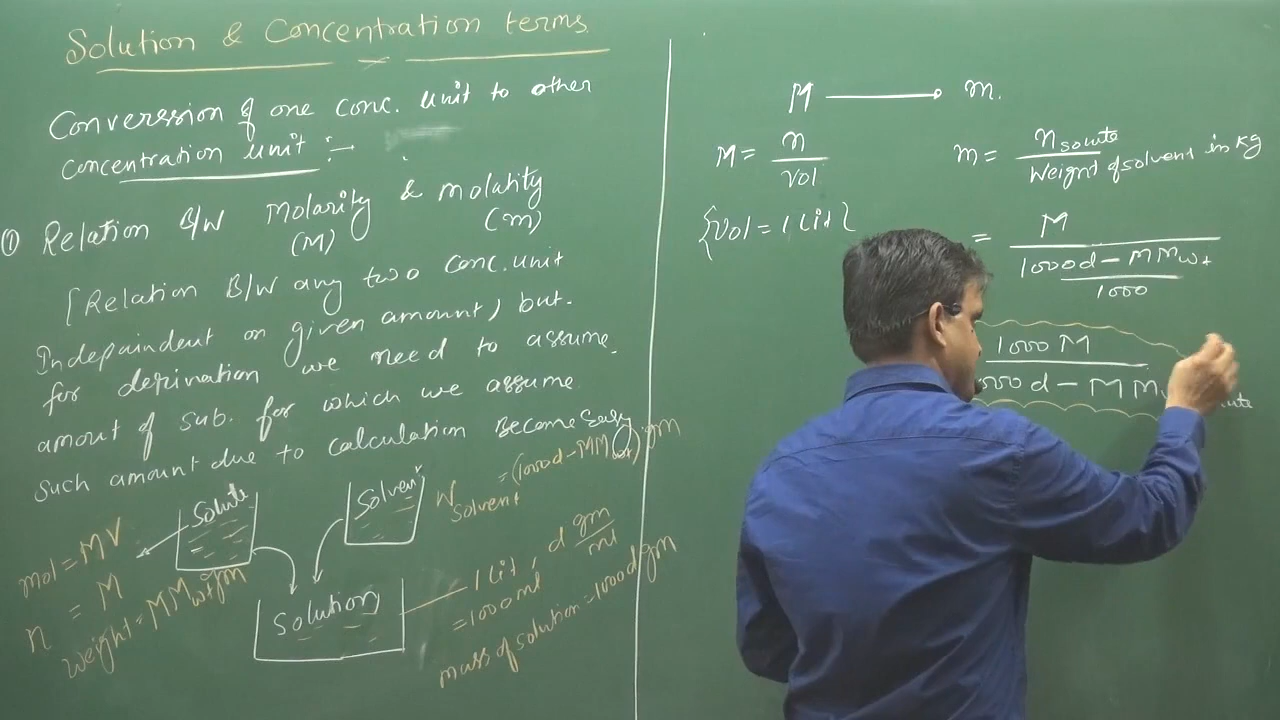 Solution & Concentration terms
Converssion of one conc. unit to other
concentration unit :-
① Relation B/W Molarity & molality
(M) (m)
[Relation B/W any two conc. unit
Indepaindent on given amount, but.
for derivation we need to assume.
amount of sub. for which we assume
such amount due to calculation Become easy
Solute
Solvent
W solvent = (1000d - MMwt) gm
mol = MV
n = M
weight = MMwt gm
Solution
1 Lit, d gm/ml
= 1000 ml
mass of solution = 1000d gm
M → m.
M = n/vol
{Vol = 1 Lit}
m = n solute / Weight of solvent in Kg
= M / (1000d - MMwt / 1000)
1000 M
000 d - M M